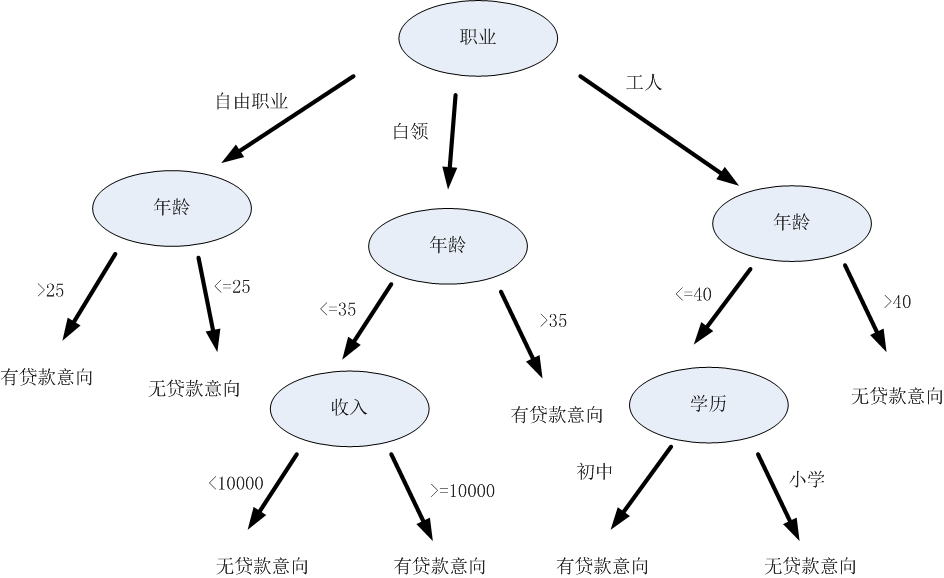 职业
自由职业
白领
工人
年龄
年龄
年龄
>25
<=25
<=35
>35
<=40
>40
有贷款意向
无贷款意向
收入
有贷款意向
学历
无贷款意向
<10000
>=10000
初中
小学
无贷款意向
有贷款意向
有贷款意向
无贷款意向